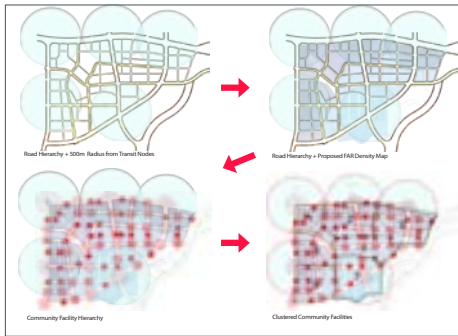 Road Hierarchy + 500m Radius from Transit Nodes
Road Hierarchy + Proposed FAR Density Map
Community Facility Hierarchy
Clustered Community Facilities